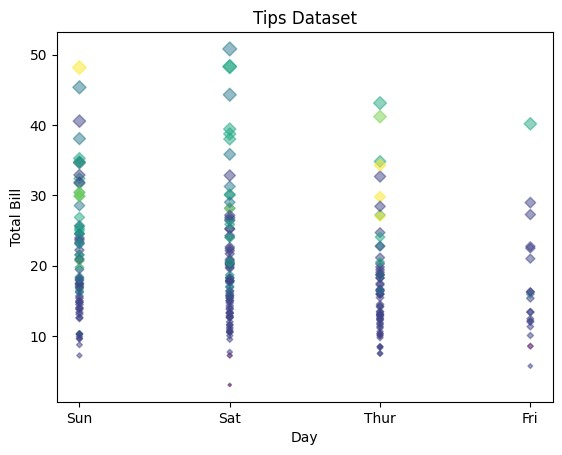 Tips Dataset
Total Bill
50
40
30
20
10
Sun Sat Thur Fri
Day